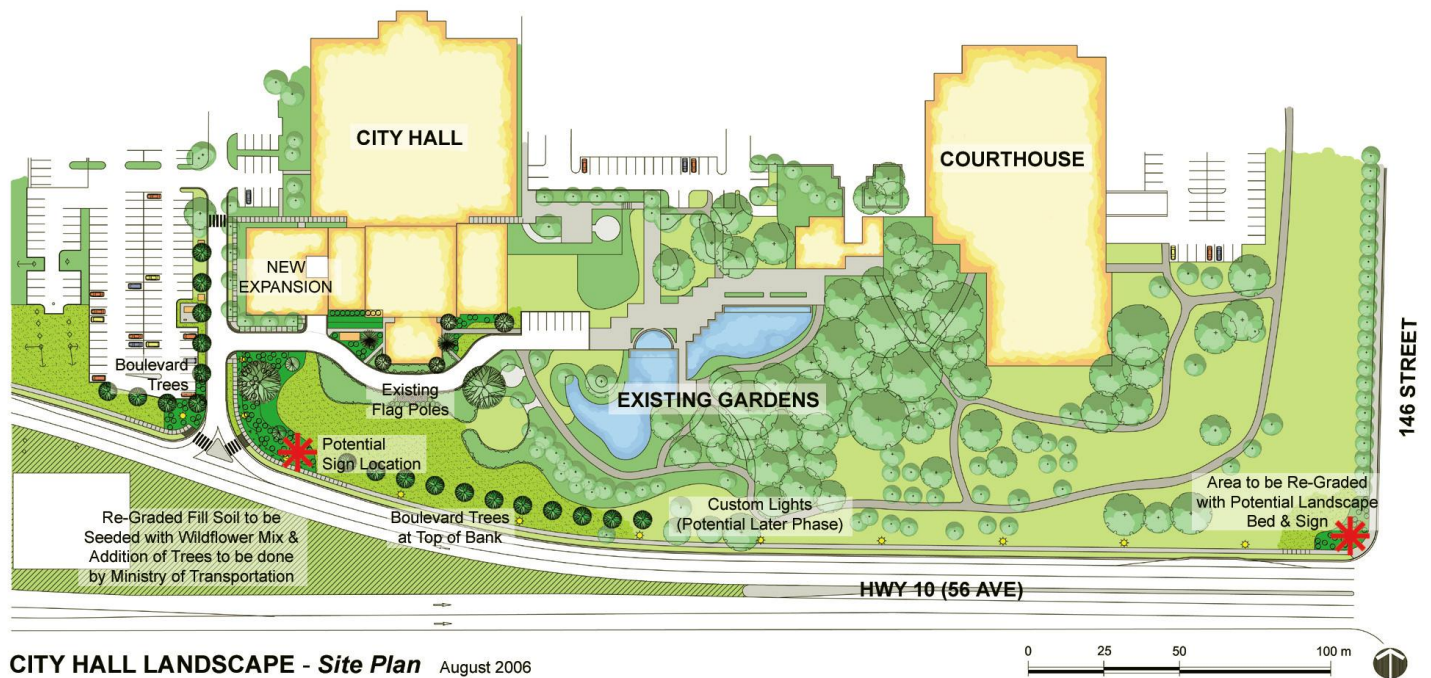 CITY HALL
COURTHOUSE
NEW
EXPANSION
Boulevard
Trees
Existing
Flag Poles
EXISTING GARDENS
146 STREET
Potential
Sign Location
Area to be Re-Graded
with Potential Landscape
Bed & Sign
Custom Lights
(Potential Later Phase)
Boulevard Trees
at Top of Bank
Re-Graded Fill Soil to be
Seeded with Wildflower Mix &
Addition of Trees to be done
by Ministry of Transportation
HWY 10 (56 AVE)
CITY HALL LANDSCAPE - Site Plan August 2006
0 25 50 100 m